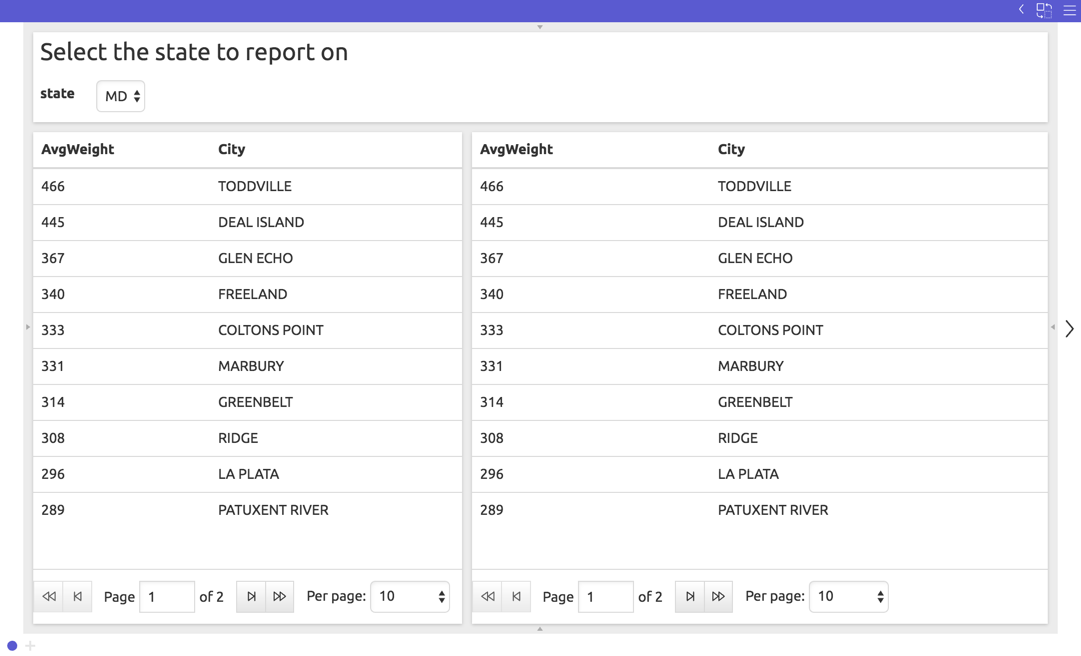 Select the state to report on
state MD
AvgWeight City AvgWeight City
466 TODDVILLE 466 TODDVILLE
445 DEAL ISLAND 445 DEAL ISLAND
367 GLEN ECHO 367 GLEN ECHO
340 FREELAND 340 FREELAND
333 COLTONS POINT 333 COLTONS POINT
331 MARBURY 331 MARBURY
314 GREENBELT 314 GREENBELT
308 RIDGE 308 RIDGE
296 LA PLATA 296 LA PLATA
289 PATUXENT RIVER 289 PATUXENT RIVER
Page 1 of 2 Per page: 10 Page 1 of 2 Per page: 10